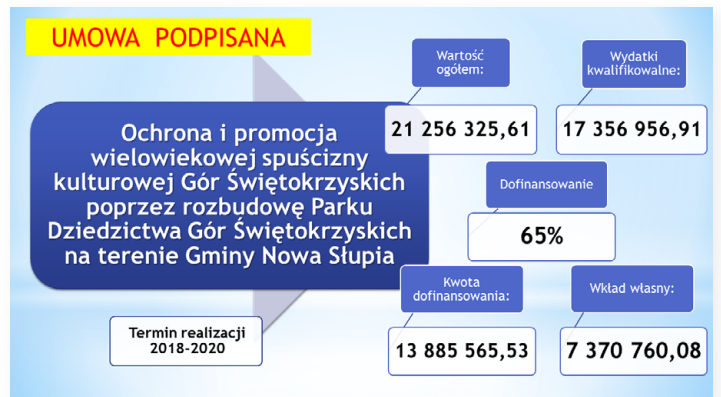 UMOWA PODPISANA
Ochrona i promocja
wielowiekowej spuścizny
kulturowej Gór Świętokrzyskich
poprzez rozbudowę Parku
Dziedzictwa Gór Świętokrzyskich
na terenie Gminy Nowa Słupia
Termin realizacji
2018-2020
Wartość
ogółem:
21 256 325,61
Wydatki
kwalifikowalne:
17 356 956,91
Dofinansowanie
65%
Kwota
dofinansowania:
13 885 565,53
Wkład własny:
7 370 760,08